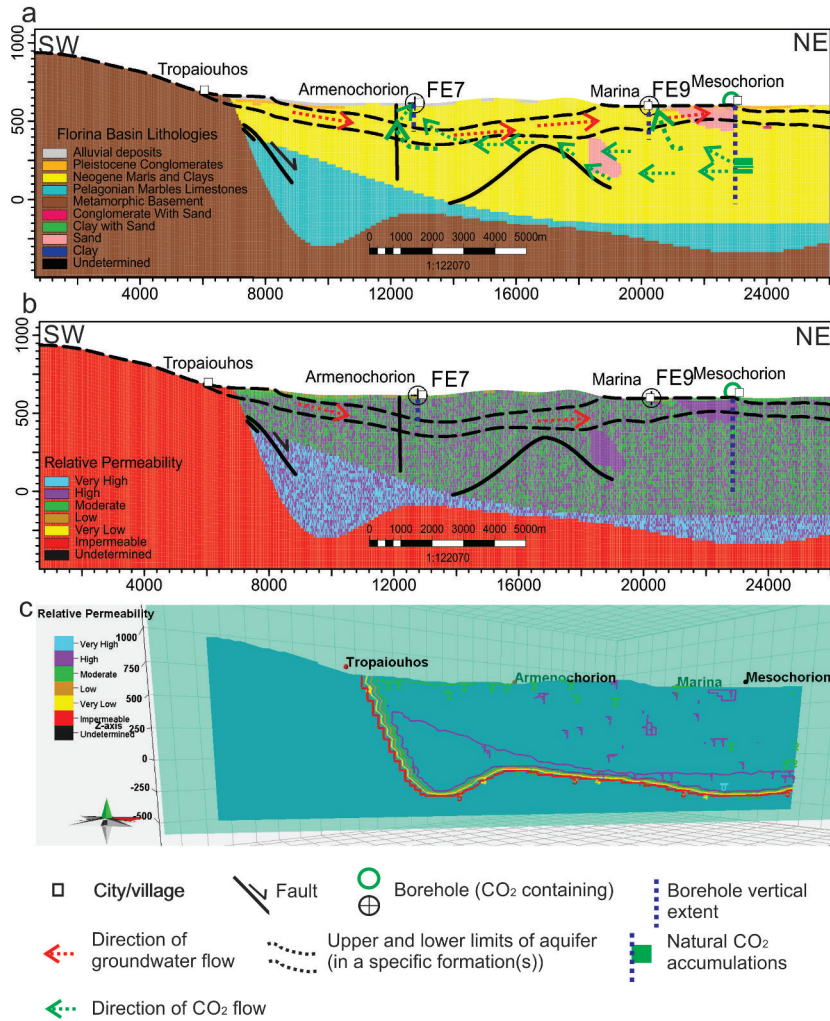 a
SW
NE
1000
500
0
Tropaiouhos
Armenochorion
FE7
Marina
FE9
Mesochorion
Florina Basin Lithologies
Alluvial deposits
Pleistocene Conglomerates
Neogene Marls and Clays
Pelagonian Marbles Limestones
Metamorphic Basement
Conglomerate With Sand
Clay with Sand
Sand
Clay
Undetermined
0 1000 2000 3000 4000 5000m
1:122070
4000 8000 12000 16000 20000 24000
b
SW
NE
1000
500
0
Tropaiouhos
Armenochorion
FE7
Marina
FE9
Mesochorion
Relative Permeability
Very High
High
Moderate
Low
Very Low
Impermeable
Undetermined
0 1000 2000 3000 4000 5000m
1:122070
4000 8000 12000 16000 20000 24000
c
Relative Permeability
Very High
High
Moderate
Low
Very Low
Impermeable
Undetermined
1000
750
500
250
Z-axis
0
-250
-500
Tropaiouhos
Armenochorion
Marina
Mesochorion
City/village
Fault
Borehole (CO₂ containing)
Borehole vertical
extent
Direction of
groundwater flow
Upper and lower limits of aquifer
(in a specific formation(s))
Natural CO₂
accumulations
Direction of CO₂ flow